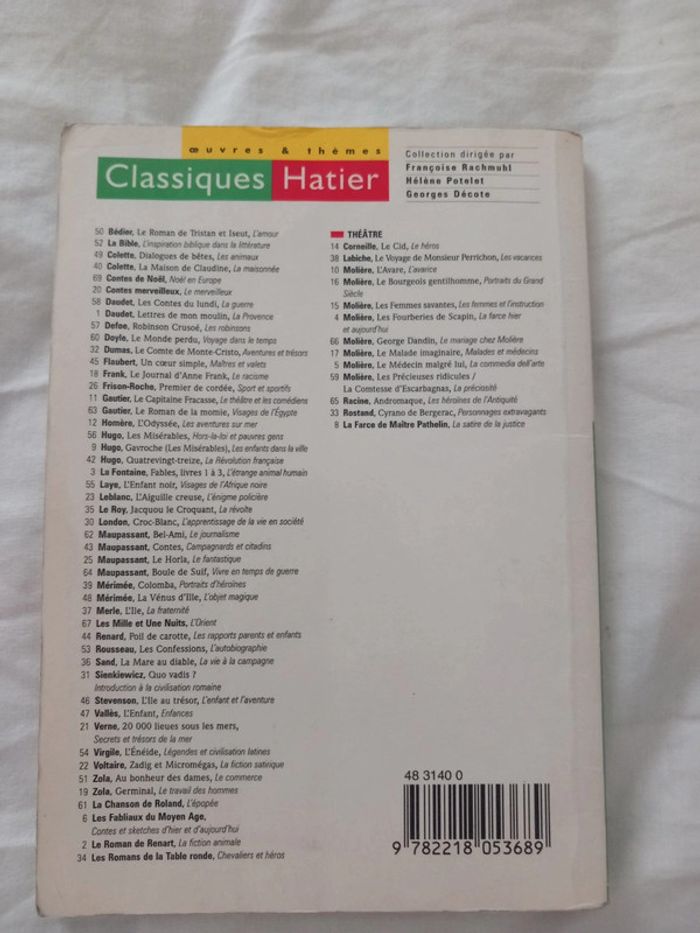 œuvres & thèmes
Classiques Hatier
Collection dirigée par
Françoise Rachmuhl
Hélène Potelet
Georges Décote
50 Bédier, Le Roman de Tristan et Iseut, L'amour
52 La Bible, L'inspiration biblique dans la littérature
49 Colette, Dialogues de bêtes, Les animaux
40 Colette, La Maison de Claudine, La maisonnée
69 Contes de Noël, Noël en Europe
20 Contes merveilleux, Le merveilleux
58 Daudet, Les Contes du lundi, La guerre
1 Daudet, Lettres de mon moulin, La Provence
57 Defoe, Robinson Crusoé, Les robinsons
60 Doyle, Le Monde perdu, Voyage dans le temps
32 Dumas, Le Comte de Monte-Cristo, Aventures et trésors
45 Flaubert, Un cœur simple, Maîtres et valets
18 Frank, Le Journal d'Anne Frank, Le racisme
26 Frison-Roche, Premier de cordée, Sport et sportifs
11 Gautier, Le Capitaine Fracasse, Le théâtre et les comédiens
63 Gautier, Le Roman de la momie, Visages de l'Égypte
12 Homère, L'Odyssée, Les aventures sur mer
56 Hugo, Les Misérables, Hors-la-loi et pauvres gens
9 Hugo, Gavroche (Les Misérables), Les enfants dans la ville
42 Hugo, Quatrevingt-treize, La Révolution française
3 La Fontaine, Fables, livres 1 à 3, L'étrange animal humain
55 Laye, L'Enfant noir, Visages de l'Afrique noire
23 Leblanc, L'Aiguille creuse, L'énigme policière
35 Le Roy, Jacquou le Croquant, La révolte
30 London, Croc-Blanc, L'apprentissage de la vie en société
62 Maupassant, Bel-Ami, Le journalisme
43 Maupassant, Contes, Campagnards et citadins
25 Maupassant, Le Horla, Le fantastique
64 Maupassant, Boule de Suif, Vivre en temps de guerre
39 Mérimée, Colomba, Portraits d'héroïnes
48 Mérimée, La Vénus d'Ille, L'objet magique
37 Merle, L'Ile, La fraternité
67 Les Mille et Une Nuits, L'Orient
44 Renard, Poil de carotte, Les rapports parents et enfants
53 Rousseau, Les Confessions, L'autobiographie
36 Sand, La Mare au diable, La vie à la campagne
31 Sienkiewicz, Quo vadis ?
Introduction à la civilisation romaine
46 Stevenson, L'Ile au trésor, L'enfant et l'aventure
47 Vallès, L'Enfant, Enfances
21 Verne, 20 000 lieues sous les mers,
Secrets et trésors de la mer
54 Virgile, L'Énéide, Légendes et civilisation latines
22 Voltaire, Zadig et Micromégas, La fiction satirique
51 Zola, Au bonheur des dames, Le commerce
19 Zola, Germinal, Le travail des hommes
61 La Chanson de Roland, L'épopée
6 Les Fabliaux du Moyen Age,
Contes et sketches d'hier et d'aujourd'hui
2 Le Roman de Renart, La fiction animale
34 Les Romans de la Table ronde, Chevaliers et héros
THÉÂTRE
14 Corneille, Le Cid, Le héros
38 Labiche, Le Voyage de Monsieur Perrichon, Les vacances
10 Molière, L'Avare, L'avarice
16 Molière, Le Bourgeois gentilhomme, Portraits du Grand
Siècle
15 Molière, Les Femmes savantes, Les femmes et l'instruction
4 Molière, Les Fourberies de Scapin, La farce hier
et aujourd'hui
66 Molière, George Dandin, Le mariage chez Molière
17 Molière, Le Malade imaginaire, Malades et médecins
5 Molière, Le Médecin malgré lui, La commedia dell'arte
59 Molière, Les Précieuses ridicules /
La Comtesse d'Escarbagnas, La préciosité
65 Racine, Andromaque, Les héroïnes de l'Antiquité
33 Rostand, Cyrano de Bergerac, Personnages extravagants
8 La Farce de Maître Pathelin, La satire de la justice
48 3140 0
9 782218 053689